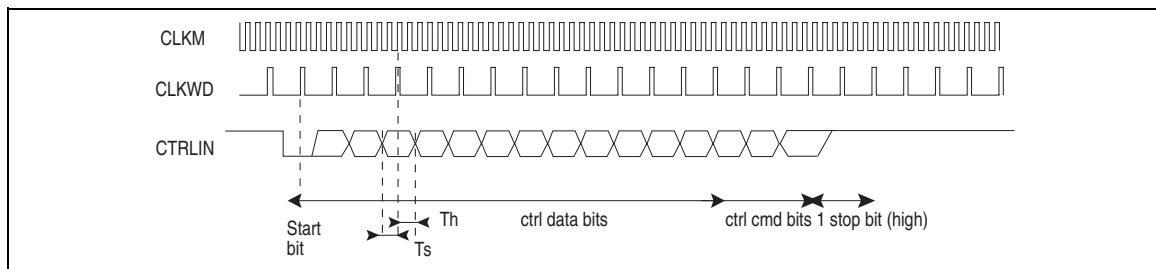 CLKM
CLKWD
CTRLIN
Start
bit
Th
Ts
ctrl data bits
ctrl cmd bits
1 stop bit (high)